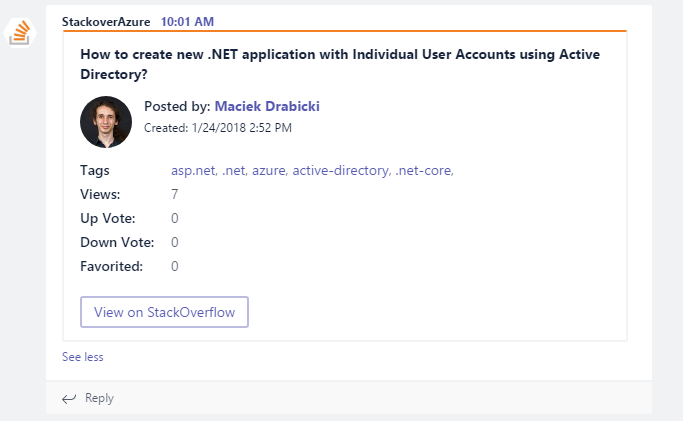 StackoverAzure 10:01 AM
How to create new .NET application with Individual User Accounts using Active
Directory?
Posted by: Maciek Drabicki
Created: 1/24/2018 2:52 PM
Tags asp.net, .net, azure, active-directory, .net-core,
Views: 7
Up Vote: 0
Down Vote: 0
Favorited: 0
View on StackOverflow
See less
Reply